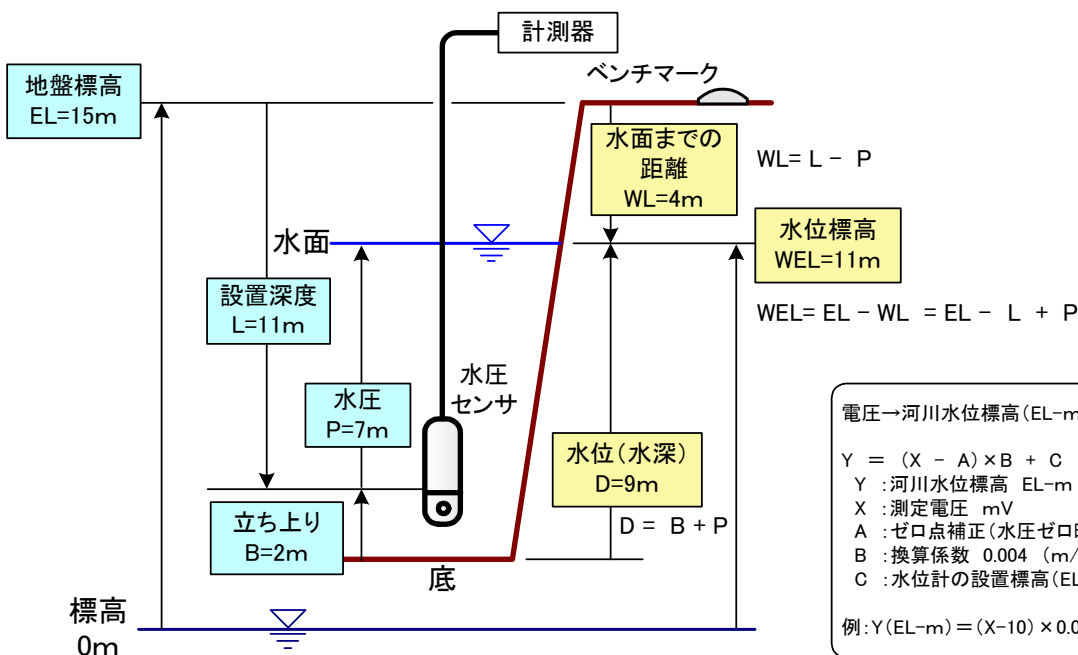 計測器
ベンチマーク
地盤標高
EL=15m
水面までの
距離
WL=4m
WL= L - P
水面
水位標高
WEL=11m
設置深度
L=11m
WEL= EL - WL = EL - L + P
水圧
センサ
水圧
P=7m
水位(水深)
D=9m
立ち上り
B=2m
D = B + P
底
標高
0m
電圧→河川水位標高(EL-m
Y = (X - A)×B + C
Y :河川水位標高 EL-m
X :測定電圧 mV
A :ゼロ点補正(水圧ゼロ
B :換算係数 0.004 (m/
C :水位計の設置標高(EL
例:Y(EL-m)=(X-10)×0.0